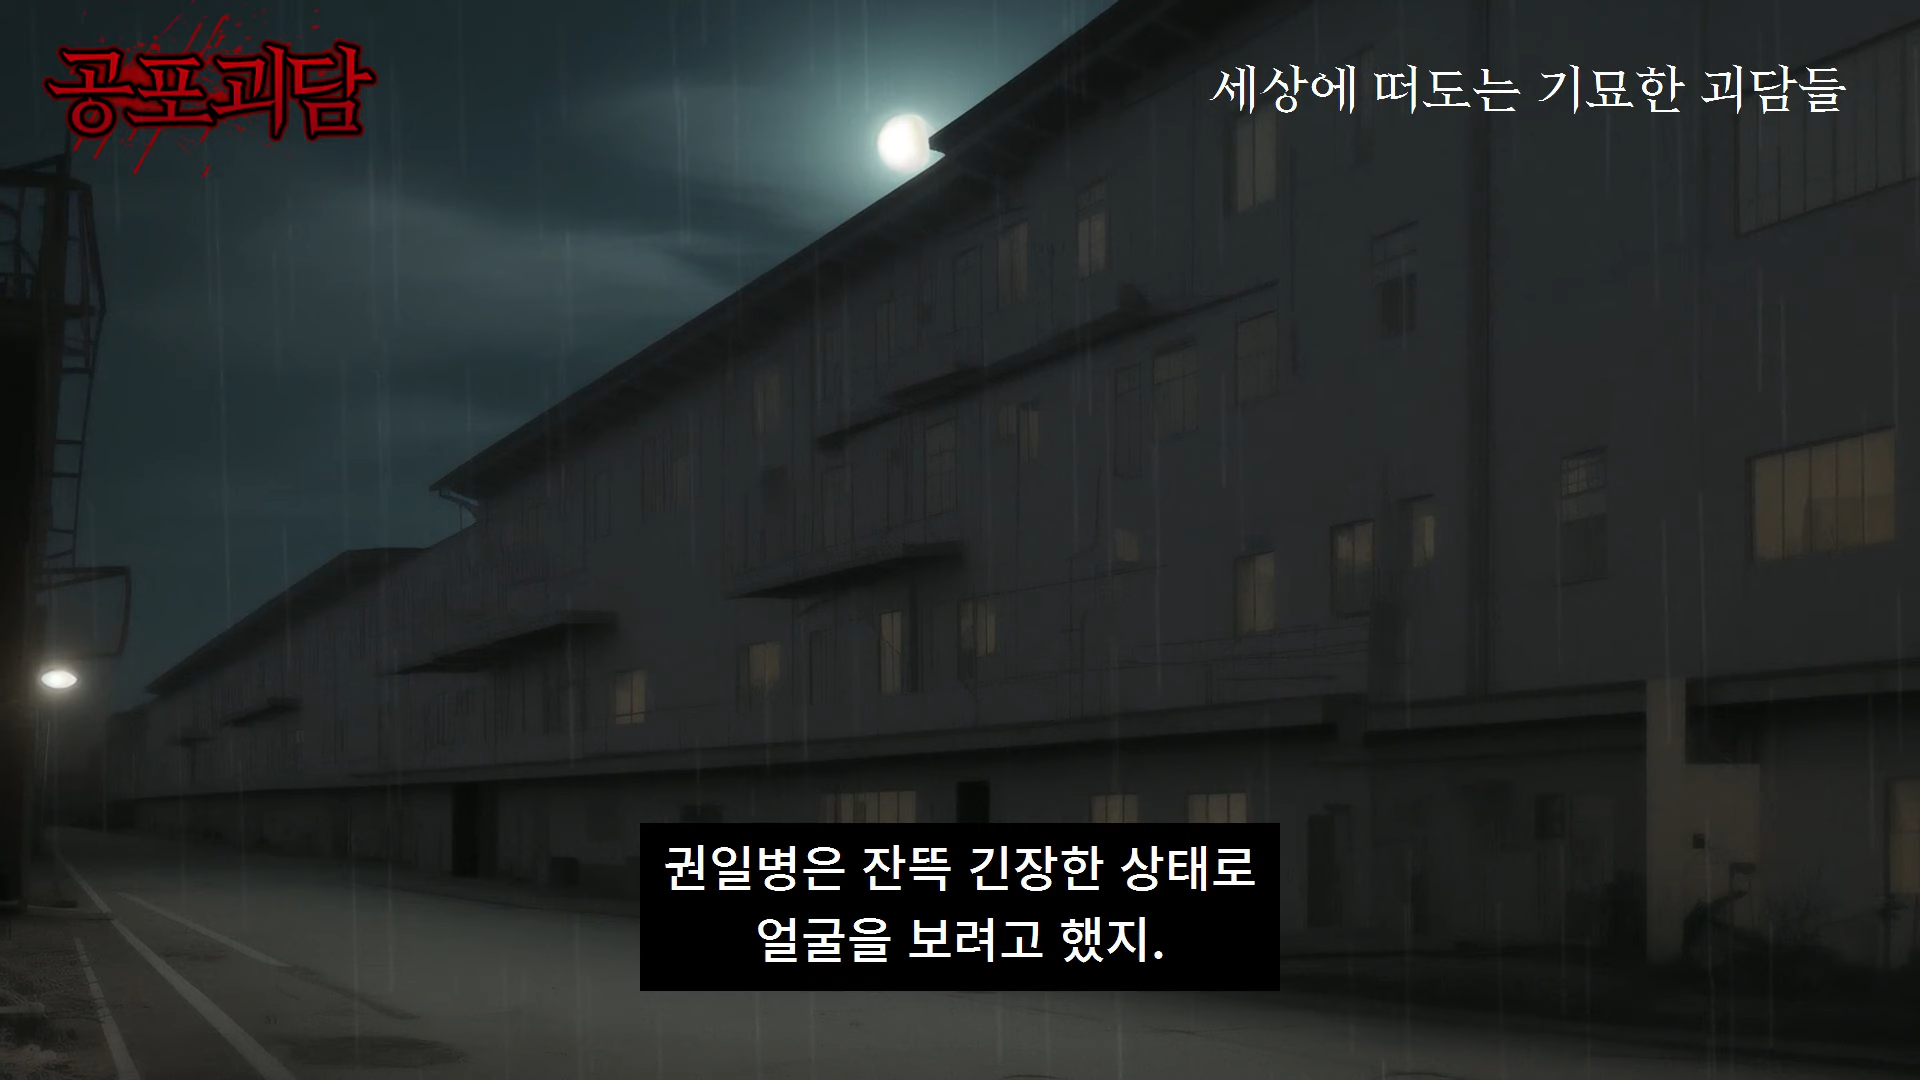 공포괴담
세상에 떠도는 기묘한 괴담들
권일병은 잔뜩 긴장한 상태로
얼굴을 보려고 했지.